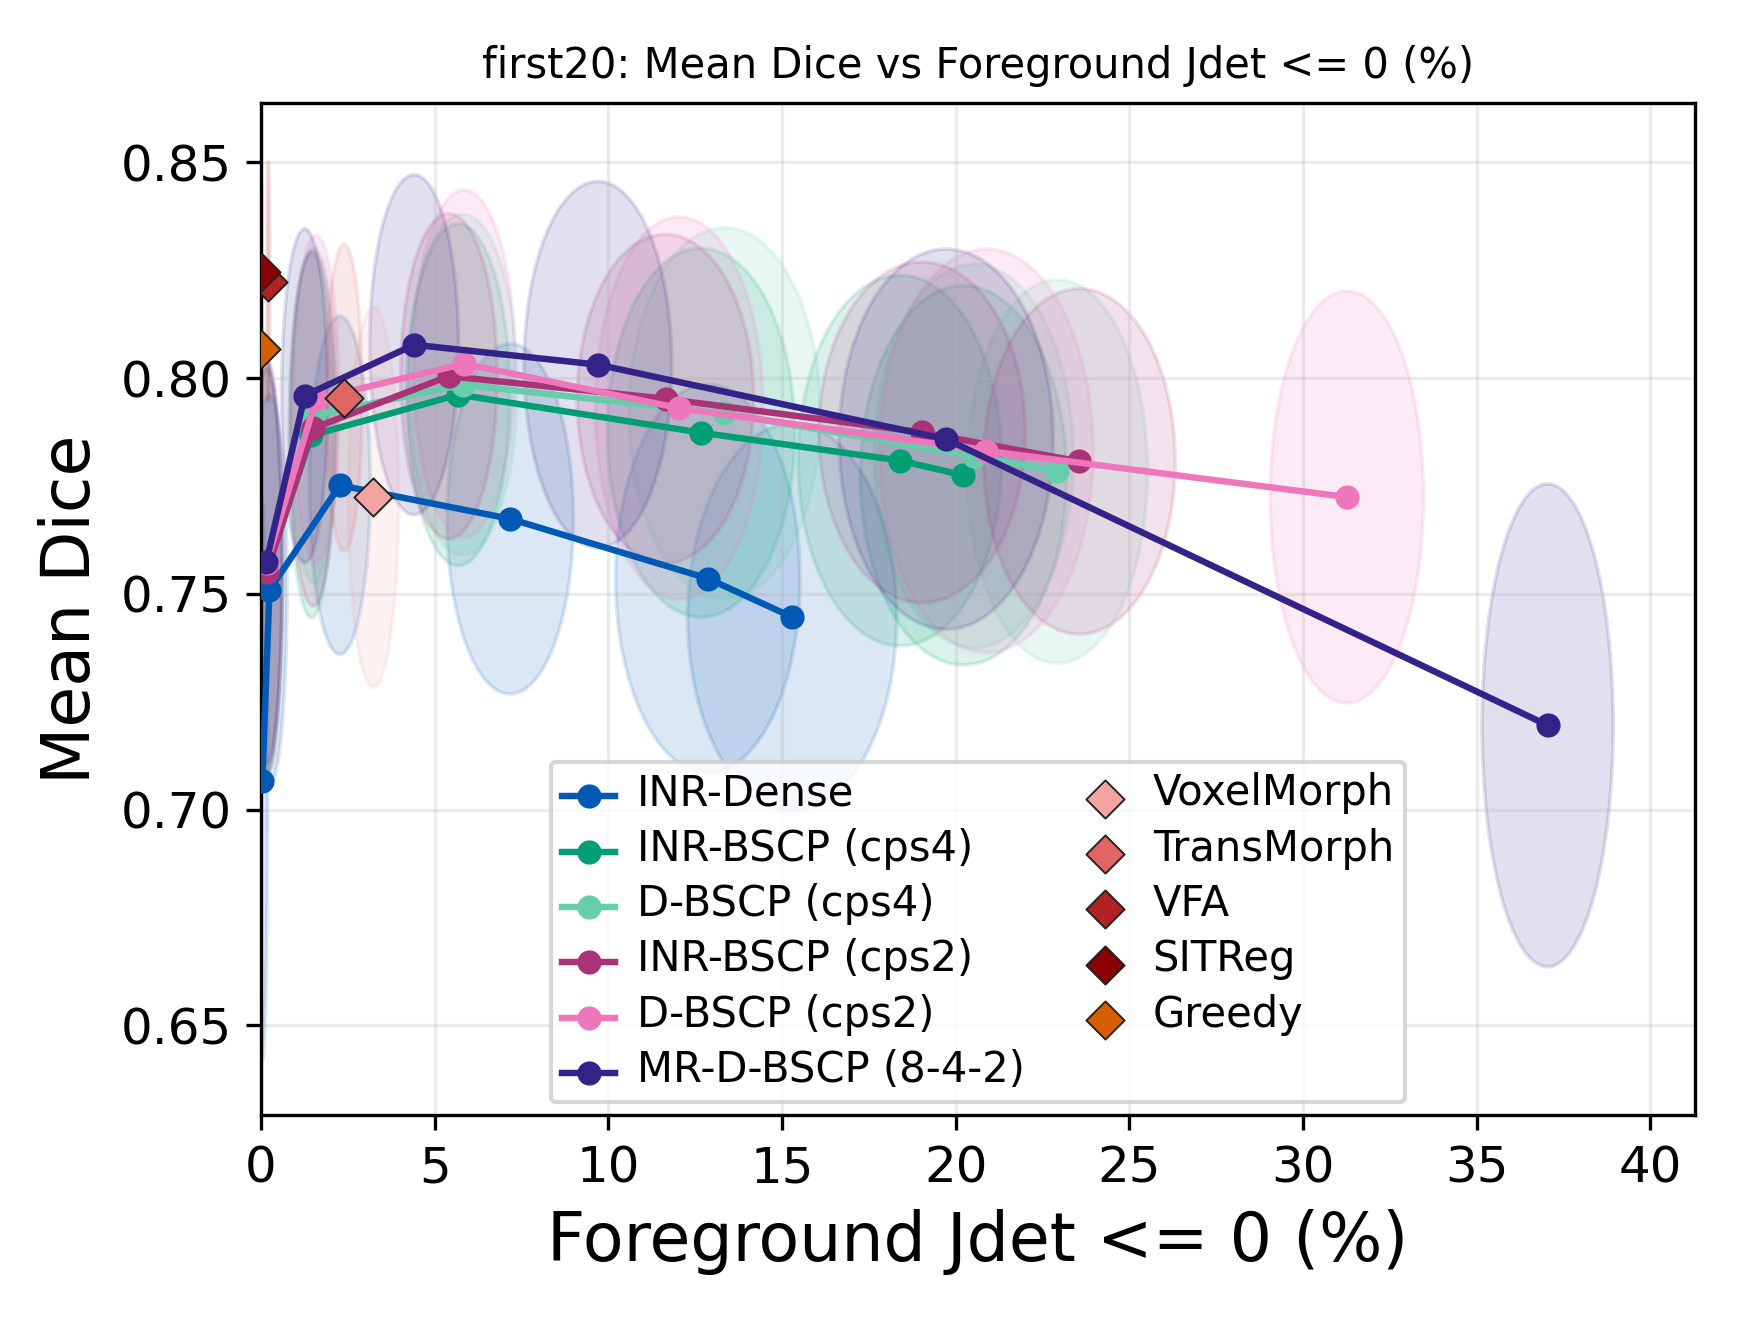 first20: Mean Dice vs Foreground Jdet <= 0 (%)
0.85
0.80
0.75
0.70
0.65
Mean Dice
INR-Dense
INR-BSCP (cps4)
D-BSCP (cps4)
INR-BSCP (cps2)
D-BSCP (cps2)
MR-D-BSCP (8-4-2)
VoxelMorph
TransMorph
VFA
SITReg
Greedy
0 5 10 15 20 25 30 35 40
Foreground Jdet <= 0 (%)